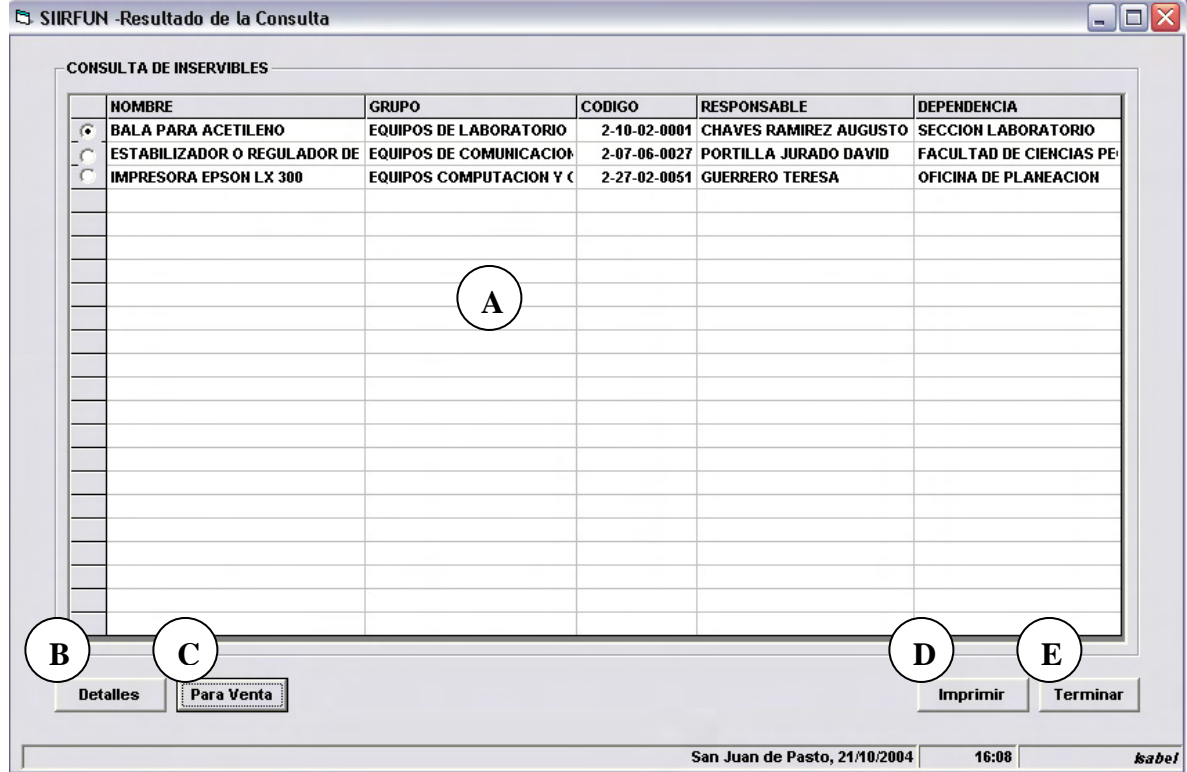 SIIRFUN -Resultado de la Consulta
CONSULTA DE INSERVIBLES
NOMBRE GRUPO CODIGO RESPONSABLE DEPENDENCIA
BALA PARA ACETILENO EQUIPOS DE LABORATORIO 2-10-02-0001 CHAVES RAMIREZ AUGUSTO SECCION LABORATORIO
ESTABILIZADOR O REGULADOR DE EQUIPOS DE COMUNICACION 2-07-06-0027 PORTILLA JURADO DAVID FACULTAD DE CIENCIAS PE
IMPRESORA EPSON LX 300 EQUIPOS COMPUTACION Y 2-27-02-0051 GUERRERO TERESA OFICINA DE PLANEACION
A
B C D E
Detalles Para Venta Imprimir Terminar
San Juan de Pasto, 21/10/2004 16:08 Isabel